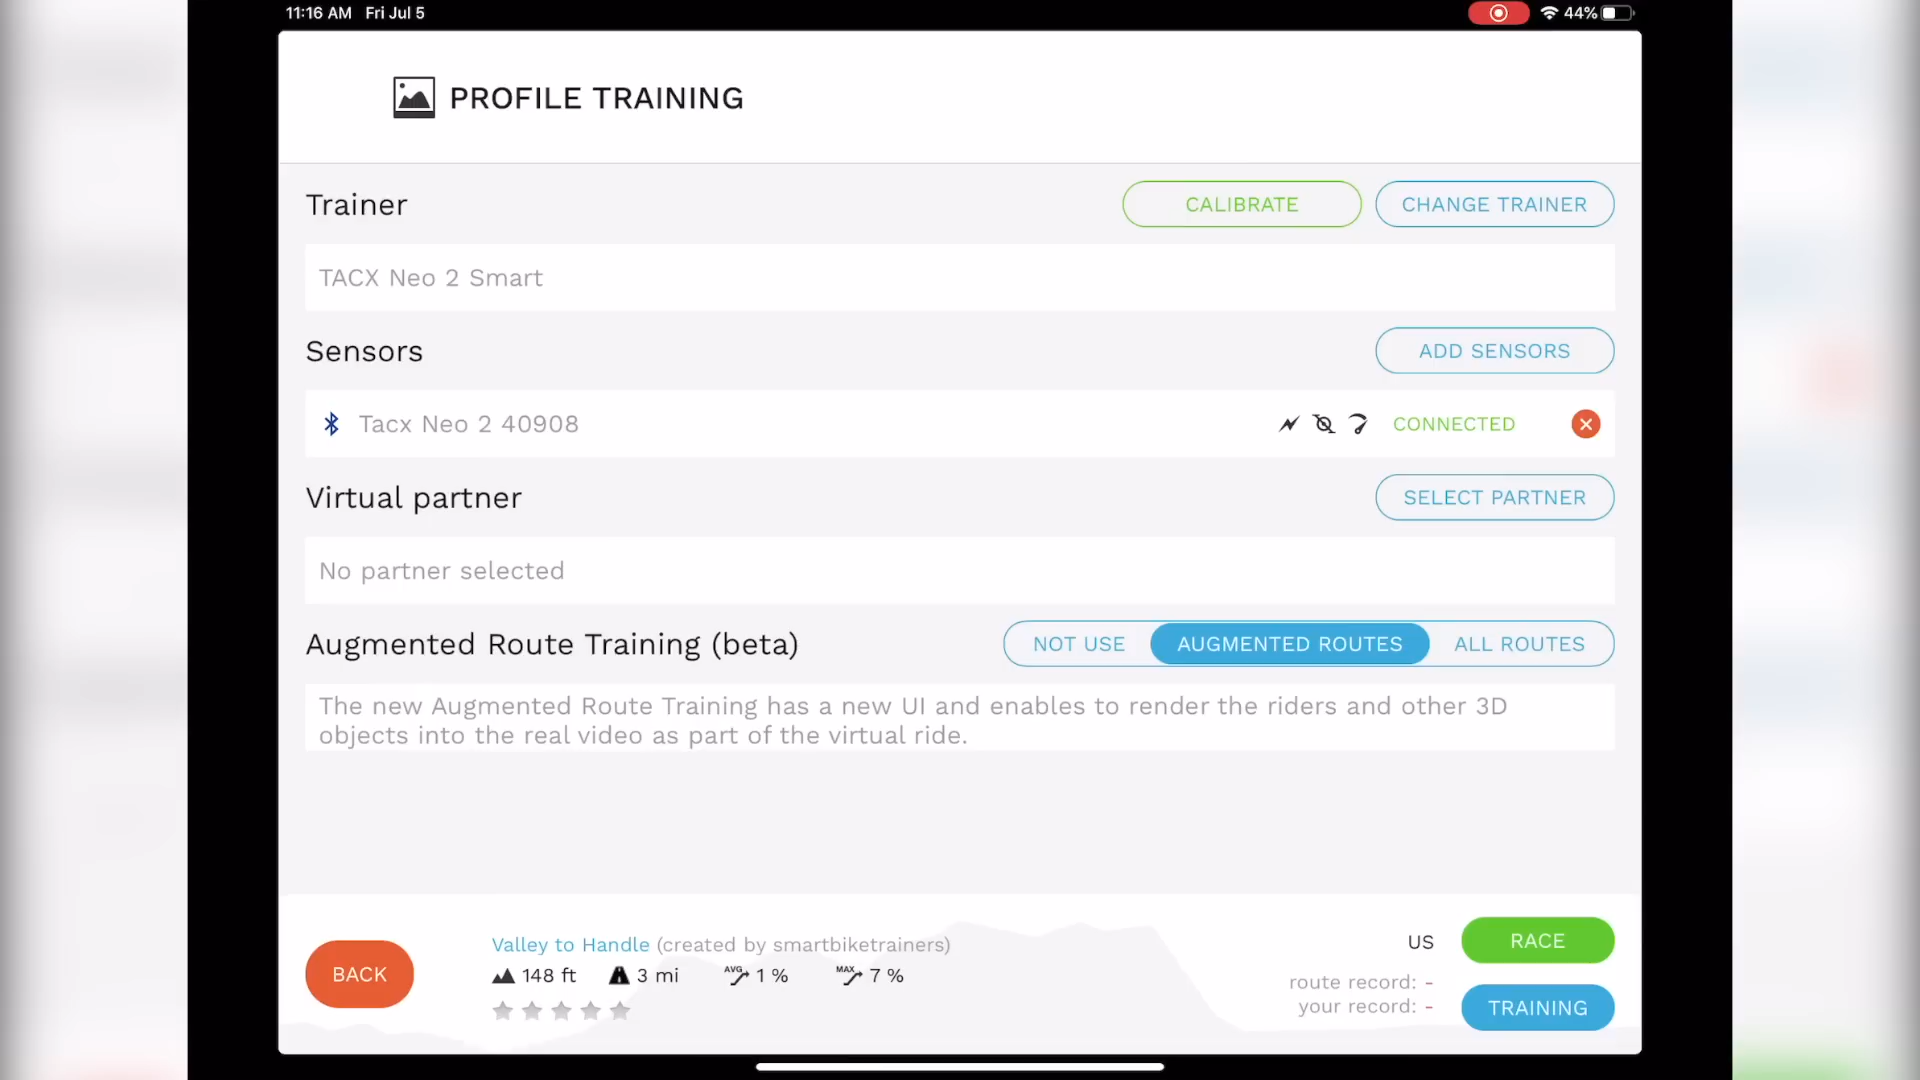 11:16 AM Fri Jul 5
44%
PROFILE TRAINING
Trainer
CALIBRATE
CHANGE TRAINER
TACX Neo 2 Smart
Sensors
ADD SENSORS
Tacx Neo 2 40908
CONNECTED
Virtual partner
SELECT PARTNER
No partner selected
Augmented Route Training (beta)
NOT USE
AUGMENTED ROUTES
ALL ROUTES
The new Augmented Route Training has a new UI and enables to render the riders and other 3D
objects into the real video as part of the virtual ride.
BACK
Valley to Handle (created by smartbiketrainers)
148 ft 3 mi AVG 1 % MAX 7 %
US
RACE
route record: -
your record: -
TRAINING